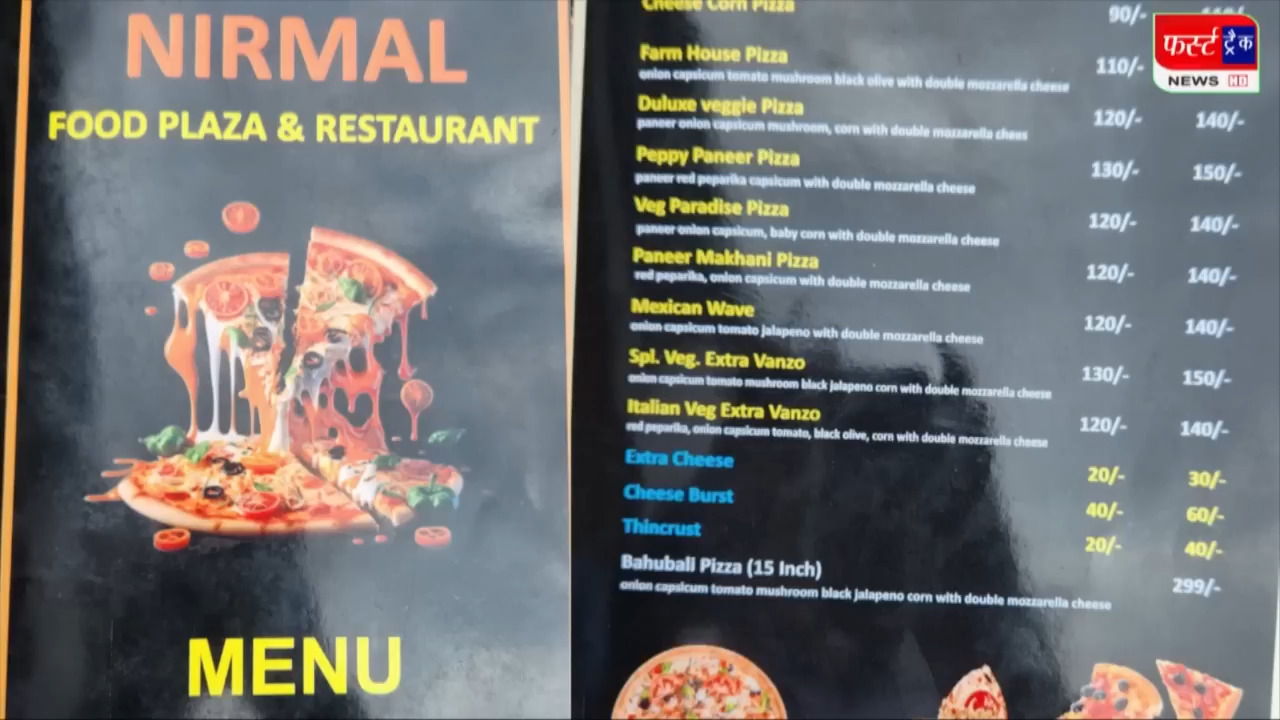 NIRMAL
FOOD PLAZA & RESTAURANT
MENU
Cheese Corn Pizza 90/-
Farm House Pizza 110/-
onion capsicum tomato mushroom black olive with double mozzarella cheese
Duluxe veggie Pizza 120/- 140/-
paneer onion capsicum mushroom, corn with double mozzarella chees
Peppy Paneer Pizza 130/- 150/-
paneer red peparika capsicum with double mozzarella cheese
Veg Paradise Pizza 120/- 140/-
paneer onion capsicum, baby corn with double mozzarella cheese
Paneer Makhani Pizza 120/- 140/-
red peparika, onion capsicum with double mozzarella cheese
Mexican Wave 120/- 140/-
onion capsicum tomato jalapeno with double mozzarella cheese
Spl. Veg. Extra Vanzo 130/- 150/-
onion capsicum tomato mushroom black jalapeno corn with double mozzarella cheese
Italian Veg Extra Vanzo 120/- 140/-
red peparika, onion capsicum tomato, black olive, corn with double mozzarella cheese
Extra Cheese 20/- 30/-
Cheese Burst 40/- 60/-
Thincrust 20/- 40/-
Bahubali Pizza (15 Inch) 299/-
onion capsicum tomato mushroom black jalapeno corn with double mozzarella cheese
फर्स्ट ट्रैक
NEWS HD